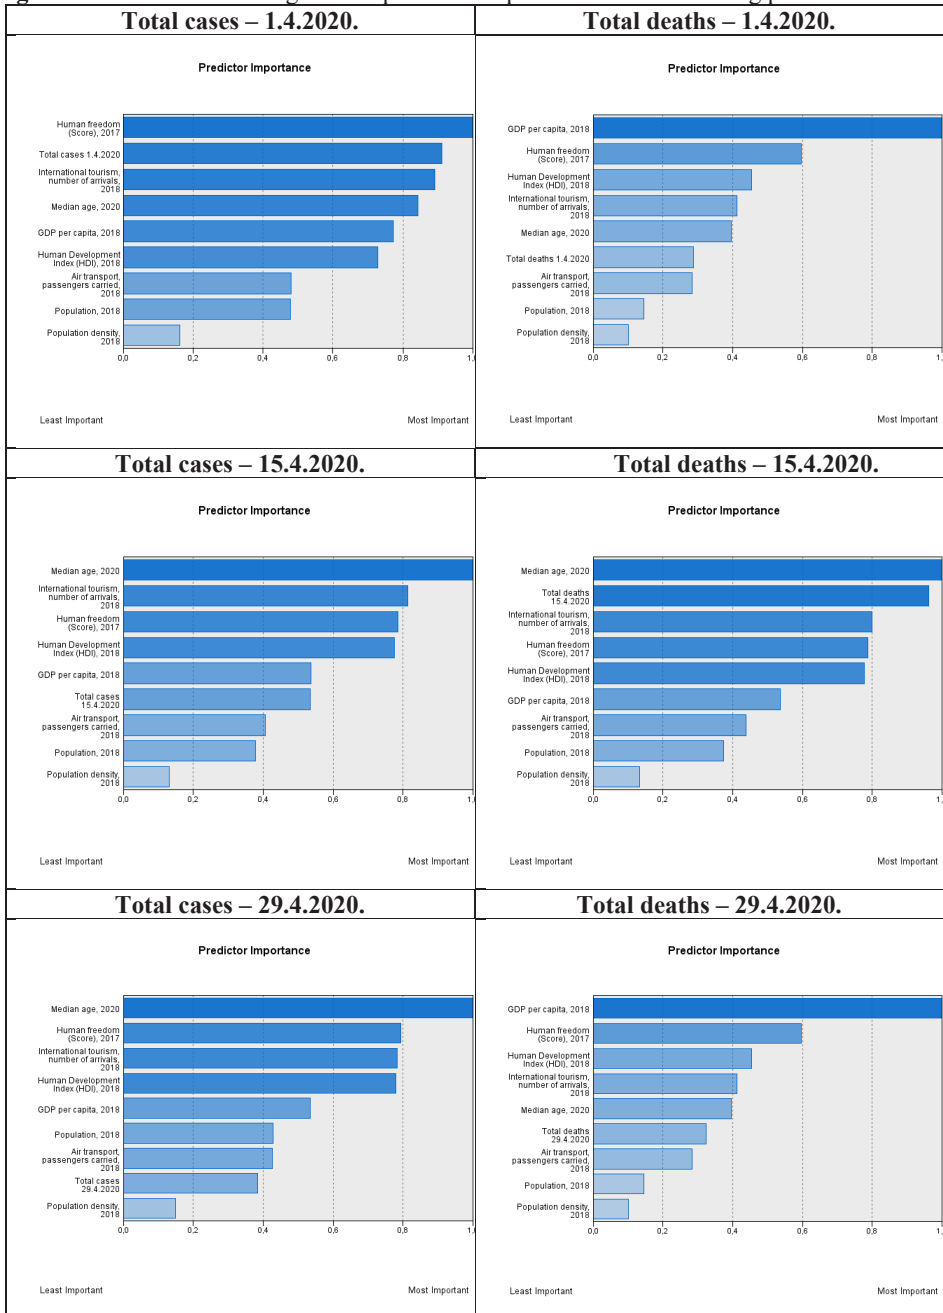 Total cases – 1.4.2020.
Total deaths – 1.4.2020.
Predictor Importance
Human freedom
(Score), 2017
Total cases 1.4.2020
International tourism,
number of arrivals,
2018
Median age, 2020
GDP per capita, 2018
Human Development
Index (HDI), 2018
Air transport,
passengers carried,
2018
Population, 2018
Population density,
2018
0,0 0,2 0,4 0,6 0,8 1,
Least Important Most Important
Predictor Importance
GDP per capita, 2018
Human freedom
(Score), 2017
Human Development
Index (HDI), 2018
International tourism,
number of arrivals,
2018
Median age, 2020
Total deaths 1.4.2020
Air transport,
passengers carried,
2018
Population, 2018
Population density,
2018
0,0 0,2 0,4 0,6 0,8 1,
Least Important Most Important
Total cases – 15.4.2020.
Total deaths – 15.4.2020.
Predictor Importance
Median age, 2020
International tourism,
number of arrivals,
2018
Human freedom
(Score), 2017
Human Development
Index (HDI), 2018
GDP per capita, 2018
Total cases
15.4.2020
Air transport,
passengers carried,
2018
Population, 2018
Population density,
2018
0,0 0,2 0,4 0,6 0,8 1,
Least Important Most Important
Predictor Importance
Median age, 2020
Total deaths
15.4.2020
International tourism,
number of arrivals,
2018
Human freedom
(Score), 2017
Human Development
Index (HDI), 2018
GDP per capita, 2018
Air transport,
passengers carried,
2018
Population, 2018
Population density,
2018
0,0 0,2 0,4 0,6 0,8 1,
Least Important Most Important
Total cases – 29.4.2020.
Total deaths – 29.4.2020.
Predictor Importance
Median age, 2020
Human freedom
(Score), 2017
International tourism,
number of arrivals,
2018
Human Development
Index (HDI), 2018
GDP per capita, 2018
Population, 2018
Air transport,
passengers carried,
2018
Total cases
29.4.2020
Population density,
2018
0,0 0,2 0,4 0,6 0,8 1,
Least Important Most Important
Predictor Importance
GDP per capita, 2018
Human freedom
(Score), 2017
Human Development
Index (HDI), 2018
International tourism,
number of arrivals,
2018
Median age, 2020
Total deaths
29.4.2020
Air transport,
passengers carried,
2018
Population, 2018
Population density,
2018
0,0 0,2 0,4 0,6 0,8 1,
Least Important Most Important